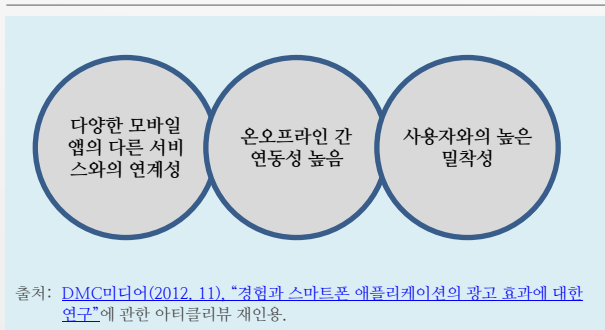 다양한 모바일
앱의 다른 서비
스와의 연계성
온오프라인 간
연동성 높음
사용자와의 높은
밀착성
출처: DMC미디어(2012, 11), “경험과 스마트폰 애플리케이션의 광고 효과에 대한
연구”에 관한 아티클리뷰 재인용.